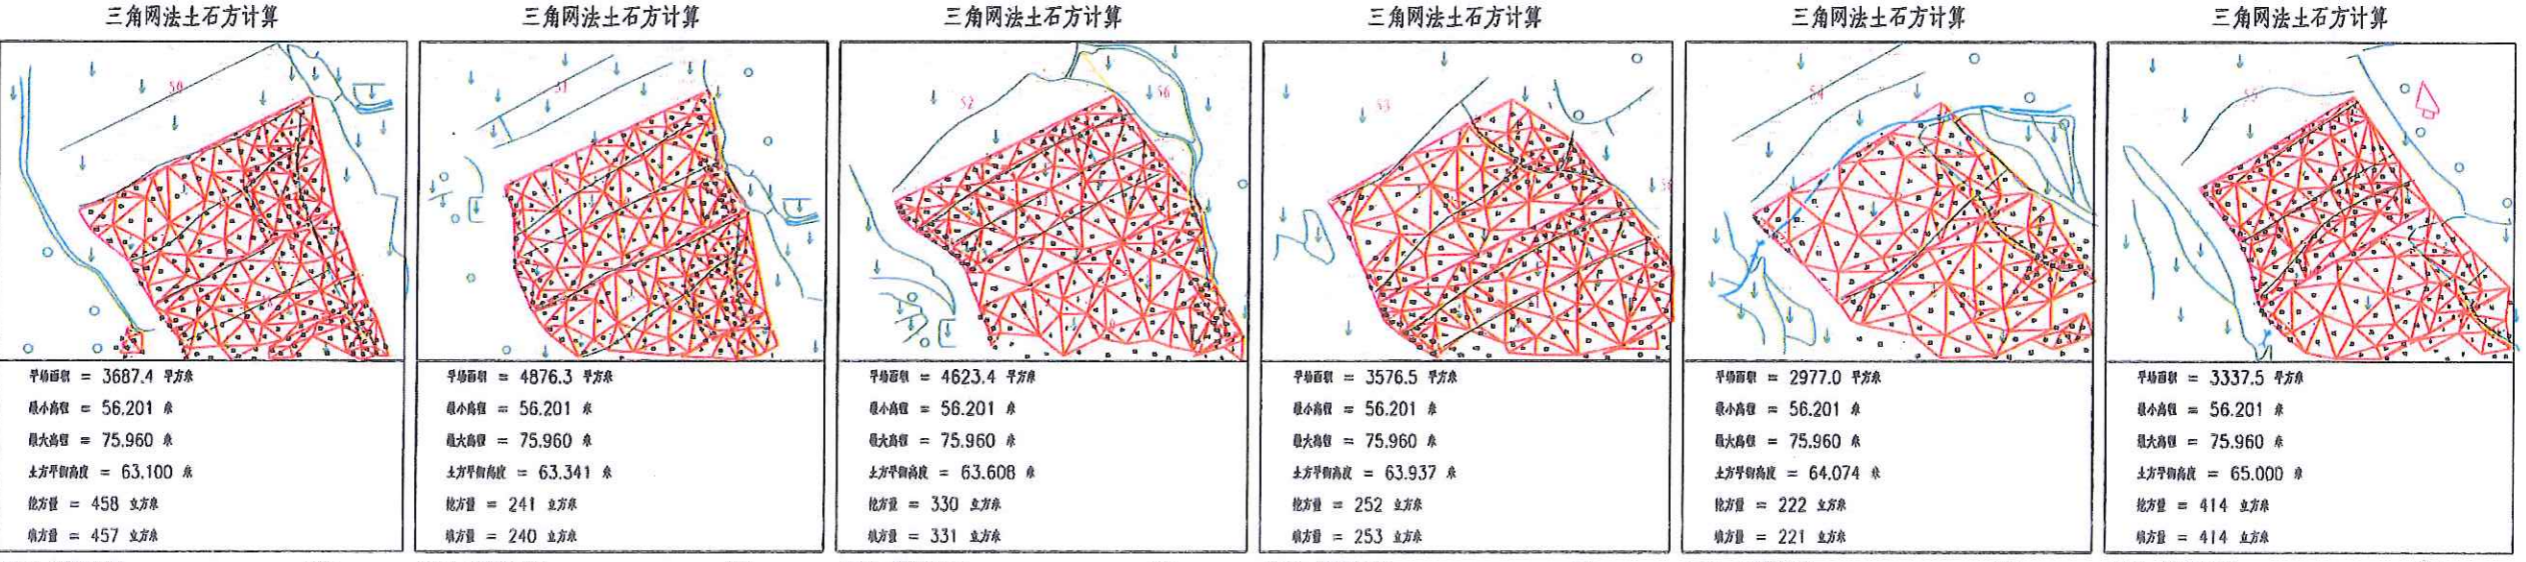 三角网法土石方计算
50
平场面积 = 3687.4 平方米
最小高程 = 56.201 米
最大高程 = 75.960 米
土方平衡高度 = 63.100 米
挖方量 = 458 立方米
填方量 = 457 立方米
三角网法土石方计算
51
平场面积 = 4876.3 平方米
最小高程 = 56.201 米
最大高程 = 75.960 米
土方平衡高度 = 63.341 米
挖方量 = 241 立方米
填方量 = 240 立方米
三角网法土石方计算
52
56
平场面积 = 4623.4 平方米
最小高程 = 56.201 米
最大高程 = 75.960 米
土方平衡高度 = 63.608 米
挖方量 = 330 立方米
填方量 = 331 立方米
三角网法土石方计算
53
平场面积 = 3576.5 平方米
最小高程 = 56.201 米
最大高程 = 75.960 米
土方平衡高度 = 63.937 米
挖方量 = 252 立方米
填方量 = 253 立方米
三角网法土石方计算
54
平场面积 = 2977.0 平方米
最小高程 = 56.201 米
最大高程 = 75.960 米
土方平衡高度 = 64.074 米
挖方量 = 222 立方米
填方量 = 221 立方米
三角网法土石方计算
55
平场面积 = 3337.5 平方米
最小高程 = 56.201 米
最大高程 = 75.960 米
土方平衡高度 = 65.000 米
挖方量 = 414 立方米
填方量 = 414 立方米